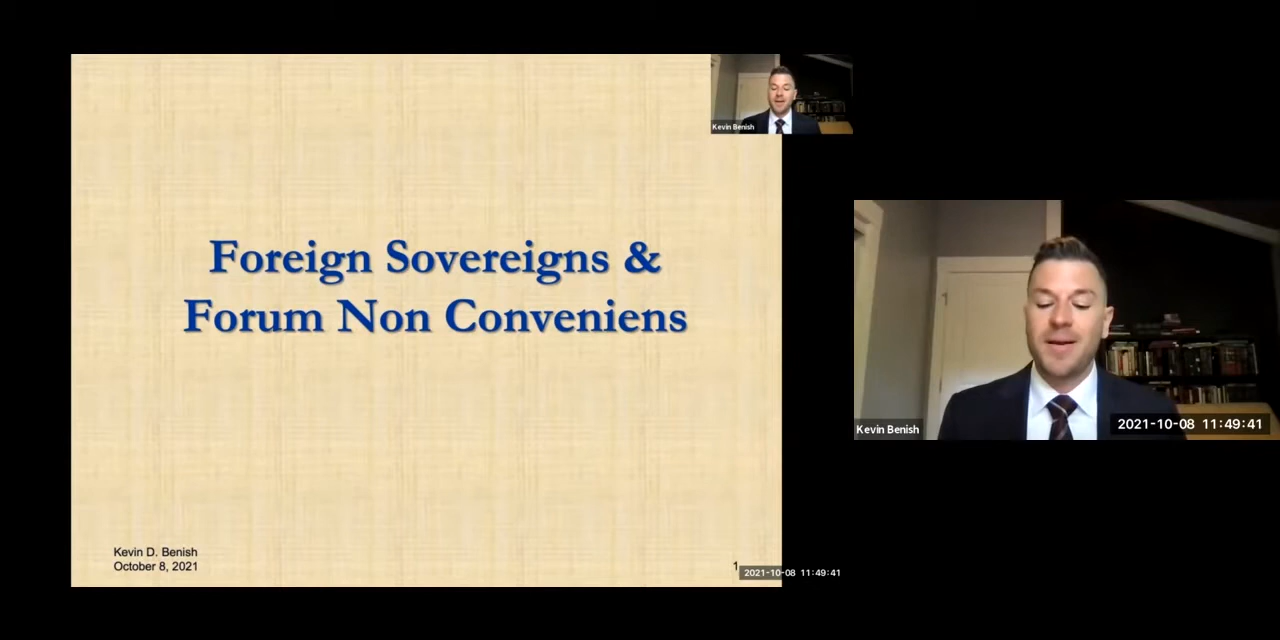 Kevin Benish
Foreign Sovereigns &
Forum Non Conveniens
Kevin D. Benish
October 8, 2021
1
2021-10-08 11:49:41
Kevin Benish
2021-10-08 11:49:41